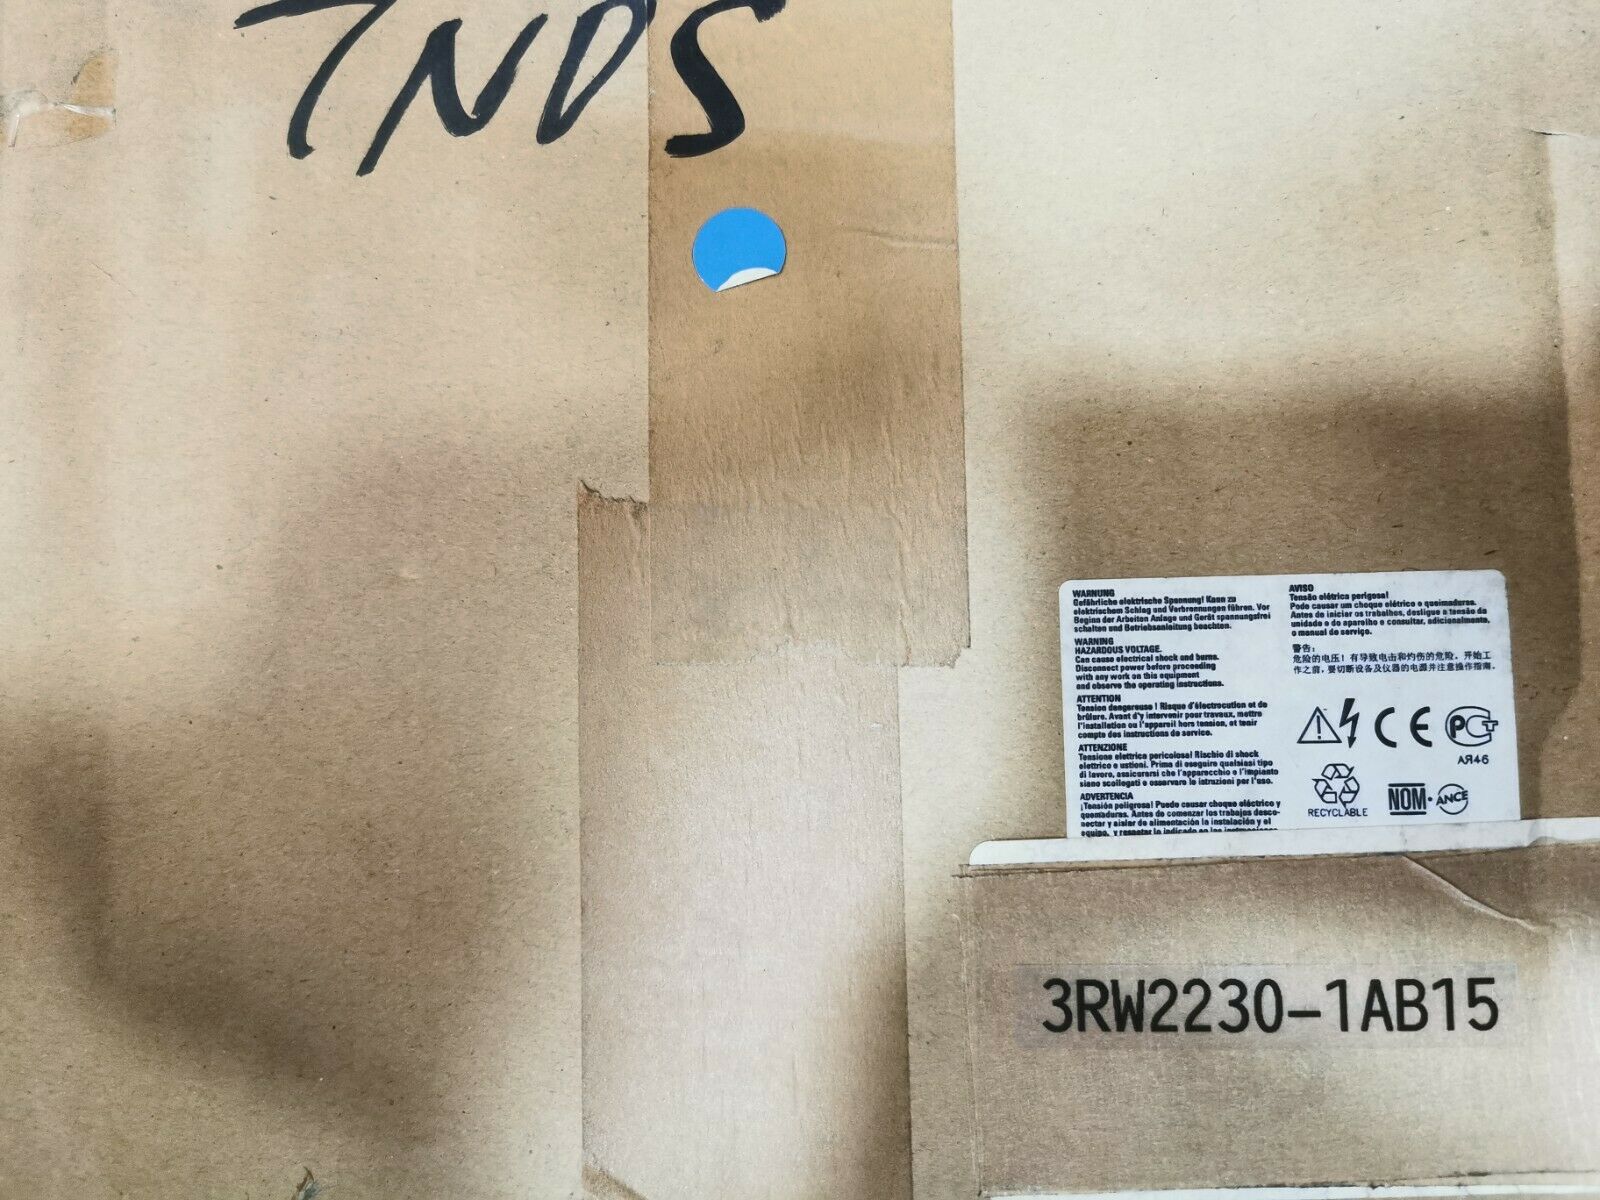 TNDS
WARNUNG
Gefährliche elektrische Spannung! Kann zu
elektrischem Schlag und Verbrennungen führen. Vor
Beginn der Arbeiten Anlage und Gerät spannungsfrei
schalten und Betriebsanleitung beachten.
WARNING
HAZARDOUS VOLTAGE.
Can cause electrical shock and burns.
Disconnect power before proceeding
with any work on this equipment
and observe the operating instructions.
ATTENTION
Tension dangereuse ! Risque d'électrocution et de
brûlure. Avant d'y intervenir pour travaux, mettre
l'installation ou l'appareil hors tension, et tenir
compte des instructions de service.
ATTENZIONE
Tensione elettrica pericolosa! Rischio di shock
elettrico e ustioni. Prima di eseguire qualsiasi tipo
di lavoro, assicurarsi che l'apparecchio o l'impianto
siano scollegati e osservare le istruzioni per l'uso.
ADVERTENCIA
¡Tensión peligrosa! Puede causar choque eléctrico y
quemaduras. Antes de comenzar los trabajos desco-
nectar y aislar de alimentación la instalación y el
equipo, y respetar lo indicado en las instrucciones
AVISO
Tensão elétrica perigosa!
Pode causar um choque elétrico e queimaduras.
Antes de iniciar os trabalhos, desligue a tensão da
unidade e do aparelho e consultar, adicionalmente,
o manual de serviço.
警告:
危险的电压! 有导致电击和灼伤的危险. 开始工
作之前, 要切断设备及仪器的电源并注意操作指南.
CE
РСТ
АЯ46
RECYCLABLE
NOM-ANCE
3RW2230-1AB15